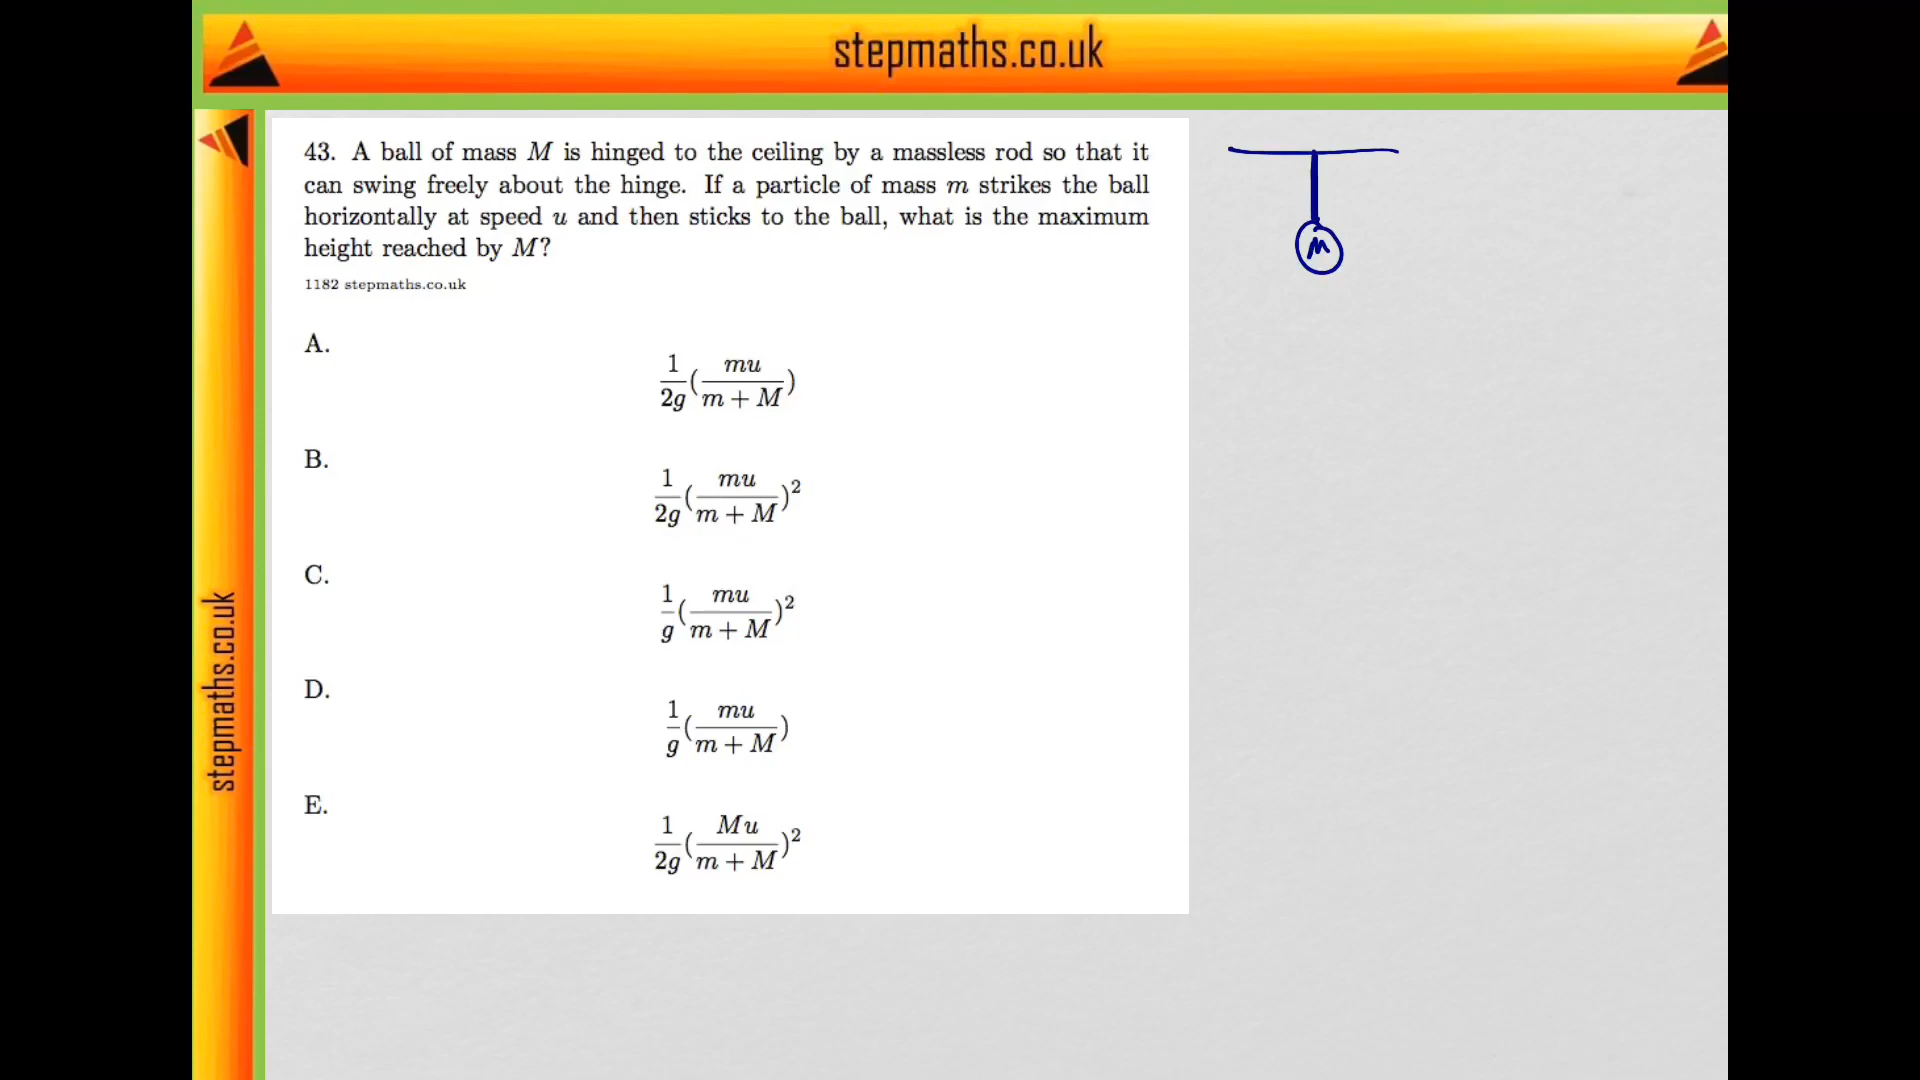 stepmaths.co.uk
stepmaths.co.uk
43. A ball of mass M is hinged to the ceiling by a massless rod so that it
can swing freely about the hinge. If a particle of mass m strikes the ball
horizontally at speed u and then sticks to the ball, what is the maximum
height reached by M?
1182 stepmaths.co.uk
A.
1/2g (mu/m + M)
B.
1/2g (mu/m + M)²
C.
1/g (mu/m + M)²
D.
1/g (mu/m + M)
E.
1/2g (Mu/m + M)²
M